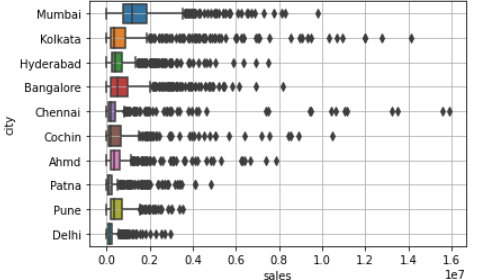 Mumbai
Kolkata
Hyderabad
Bangalore
Chennai
Cochin
Ahmd
Patna
Pune
Delhi
city
0.0 0.2 0.4 0.6 0.8 1.0 1.2 1.4 1.6
sales
1e7